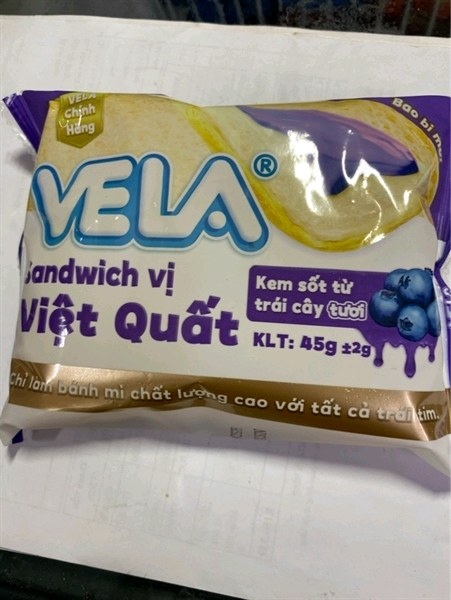 VELA
Chính
Hãng
Bao bì mới
VELA®
Sandwich vị
Việt Quất
Kem sốt từ
trái cây tươi
KLT: 45g ±2g
Chỉ làm bánh mì chất lượng cao với tất cả trái tim.